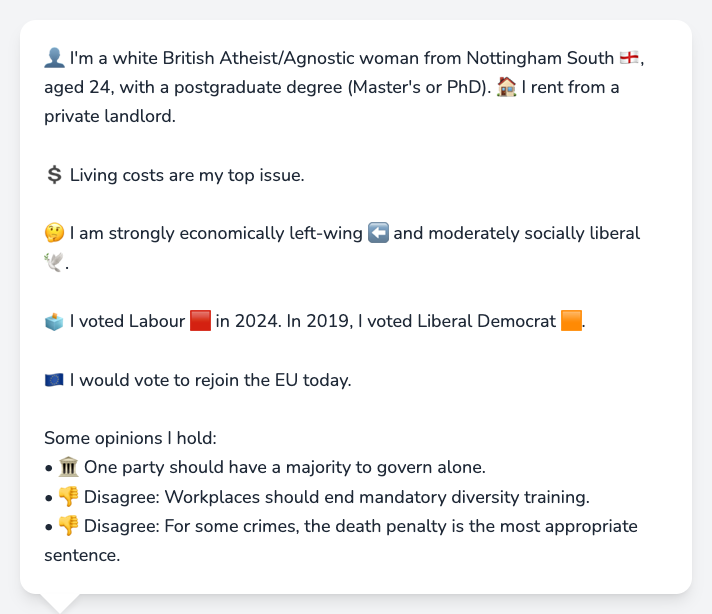 👤 I'm a white British Atheist/Agnostic woman from Nottingham South 🏴󠁧󠁢󠁥󠁮󠁧󠁿,
aged 24, with a postgraduate degree (Master's or PhD). 🏠 I rent from a
private landlord.
💲 Living costs are my top issue.
🤔 I am strongly economically left-wing ⬅️ and moderately socially liberal
🕊️.
🗳️ I voted Labour 🟥 in 2024. In 2019, I voted Liberal Democrat 🟧.
🇪🇺 I would vote to rejoin the EU today.
Some opinions I hold:
• 🏛️ One party should have a majority to govern alone.
• 👎 Disagree: Workplaces should end mandatory diversity training.
• 👎 Disagree: For some crimes, the death penalty is the most appropriate
sentence.